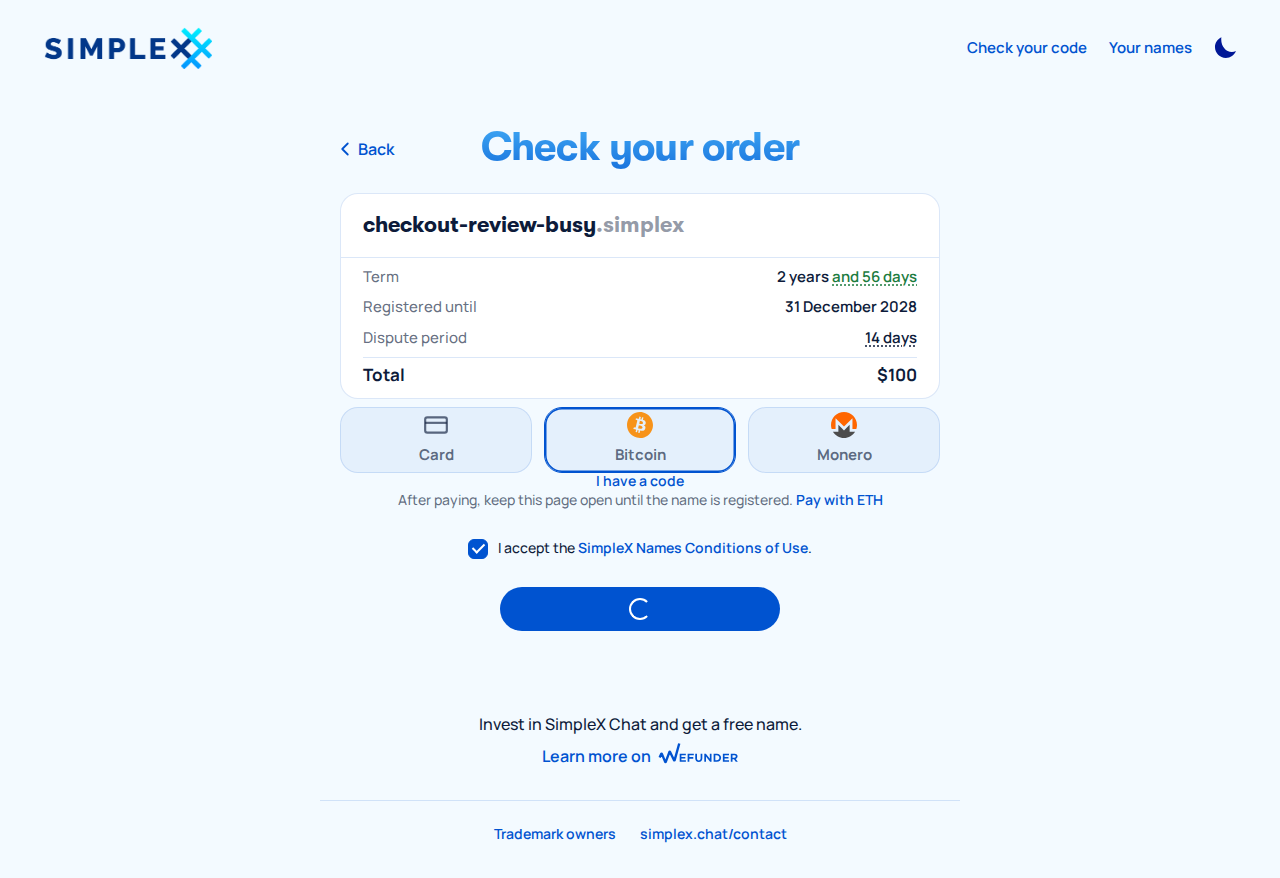 SIMPLEX
Check your code
Your names
Back
Check your order
checkout-review-busy.simplex
Term
2 years and 56 days
Registered until
31 December 2028
Dispute period
14 days
Total
$100
Card
Bitcoin
Monero
I have a code
After paying, keep this page open until the name is registered. Pay with ETH
I accept the SimpleX Names Conditions of Use.
Invest in SimpleX Chat and get a free name.
Learn more on WEFUNDER
Trademark owners
simplex.chat/contact